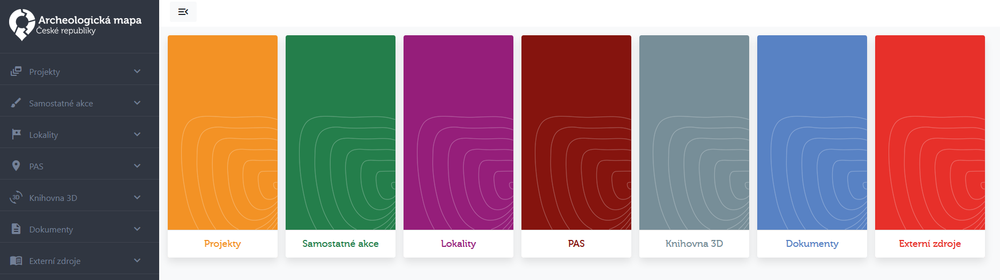 Archeologická mapa
České republiky
Projekty
Samostatné akce
Lokality
PAS
3D
Knihovna 3D
Dokumenty
Externí zdroje
Projekty
Samostatné akce
Lokality
PAS
Knihovna 3D
Dokumenty
Externí zdroje